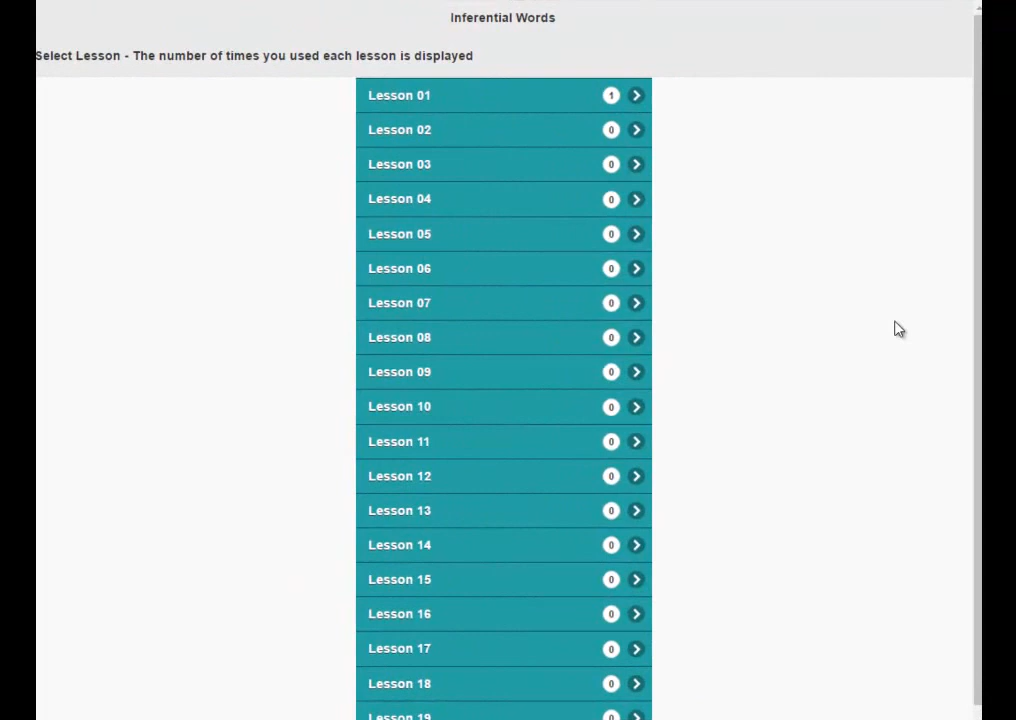 Inferential Words
Select Lesson - The number of times you used each lesson is displayed
Lesson 01 1
Lesson 02 0
Lesson 03 0
Lesson 04 0
Lesson 05 0
Lesson 06 0
Lesson 07 0
Lesson 08 0
Lesson 09 0
Lesson 10 0
Lesson 11 0
Lesson 12 0
Lesson 13 0
Lesson 14 0
Lesson 15 0
Lesson 16 0
Lesson 17 0
Lesson 18 0
Lesson 19 0